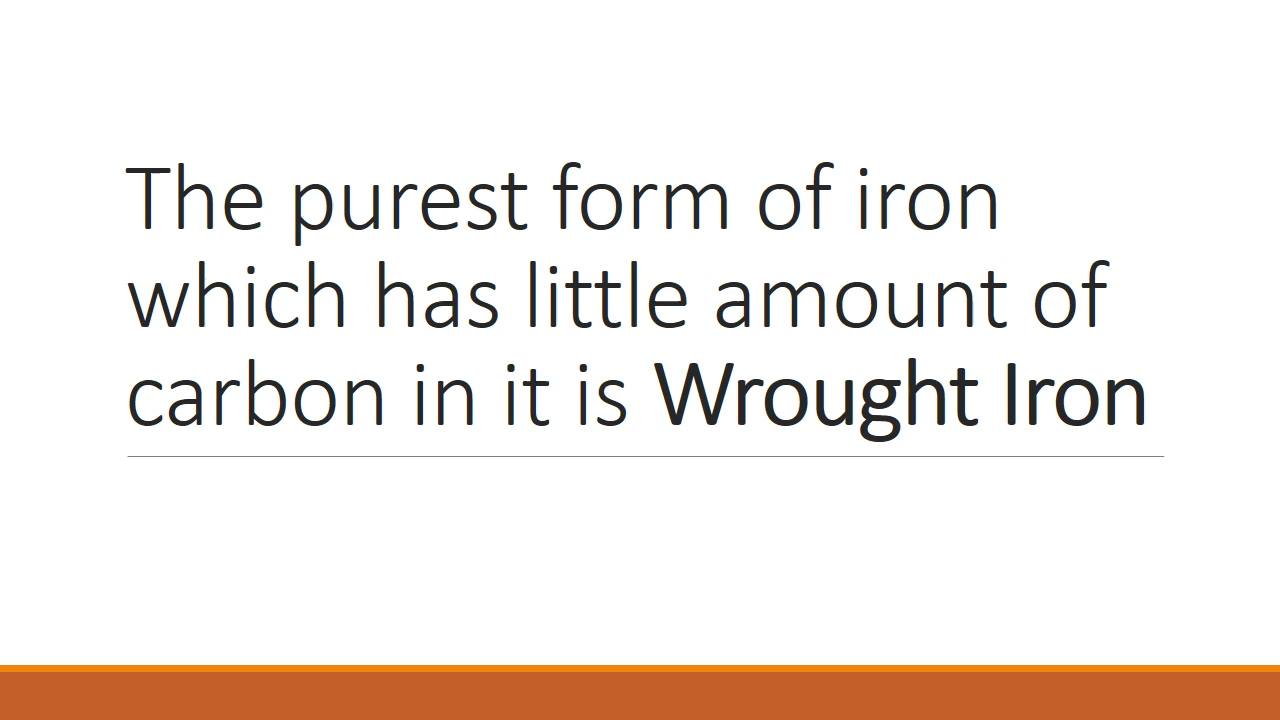 The purest form of iron
which has little amount of
carbon in it is Wrought Iron